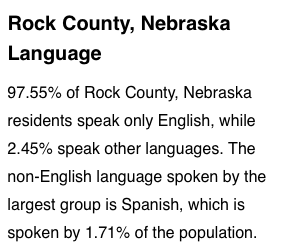 Rock County, Nebraska
Language
97.55% of Rock County, Nebraska
residents speak only English, while
2.45% speak other languages. The
non-English language spoken by the
largest group is Spanish, which is
spoken by 1.71% of the population.